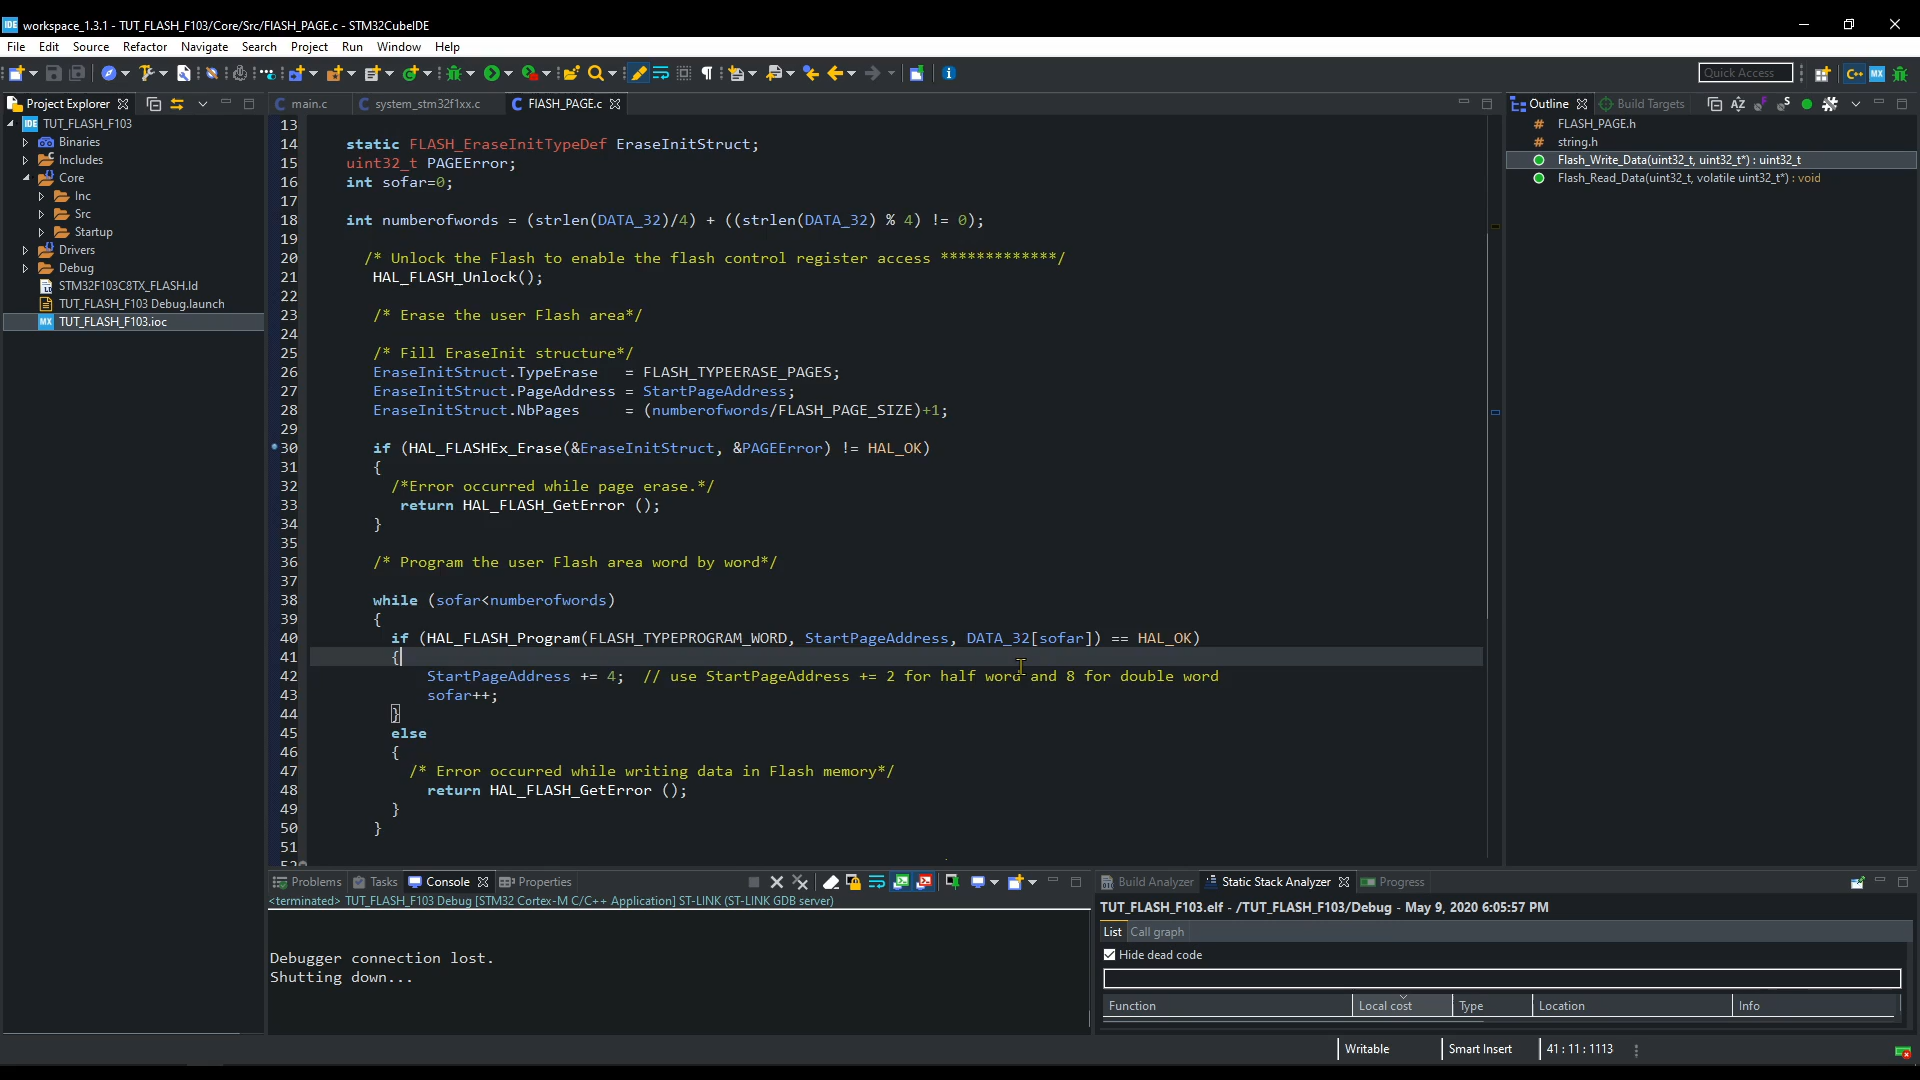 IDE workspace_1.3.1 - TUT_FLASH_F103/Core/Src/FlASH_PAGE.c - STM32CubeIDE
File Edit Source Refactor Navigate Search Project Run Window Help
Quick Access
Project Explorer
main.c
system_stm32f1xx.c
FlASH_PAGE.c
Outline
Build Targets
IDE TUT_FLASH_F103
Binaries
Includes
Core
Inc
Src
Startup
Drivers
Debug
STM32F103C8TX_FLASH.ld
TUT_FLASH_F103 Debug.launch
MX TUT_FLASH_F103.ioc
13
14 static FLASH_EraseInitTypeDef EraseInitStruct;
15 uint32_t PAGEError;
16 int sofar=0;
17
18 int numberofwords = (strlen(DATA_32)/4) + ((strlen(DATA_32) % 4) != 0);
19
20 /* Unlock the Flash to enable the flash control register access *************/
21 HAL_FLASH_Unlock();
22
23 /* Erase the user Flash area*/
24
25 /* Fill EraseInit structure*/
26 EraseInitStruct.TypeErase = FLASH_TYPEERASE_PAGES;
27 EraseInitStruct.PageAddress = StartPageAddress;
28 EraseInitStruct.NbPages = (numberofwords/FLASH_PAGE_SIZE)+1;
29
30 if (HAL_FLASHEx_Erase(&EraseInitStruct, &PAGEError) != HAL_OK)
31 {
32 /*Error occurred while page erase.*/
33 return HAL_FLASH_GetError ();
34 }
35
36 /* Program the user Flash area word by word*/
37
38 while (sofar<numberofwords)
39 {
40 if (HAL_FLASH_Program(FLASH_TYPEPROGRAM_WORD, StartPageAddress, DATA_32[sofar]) == HAL_OK)
41 {
42 StartPageAddress += 4; // use StartPageAddress += 2 for half word and 8 for double word
43 sofar++;
44 }
45 else
46 {
47 /* Error occurred while writing data in Flash memory*/
48 return HAL_FLASH_GetError ();
49 }
50 }
51
52
# FLASH_PAGE.h
# string.h
Flash_Write_Data(uint32_t, uint32_t*) : uint32_t
Flash_Read_Data(uint32_t, volatile uint32_t*) : void
Problems Tasks Console Properties
<terminated> TUT_FLASH_F103 Debug [STM32 Cortex-M C/C++ Application] ST-LINK (ST-LINK GDB server)
Debugger connection lost.
Shutting down...
Build Analyzer Static Stack Analyzer Progress
TUT_FLASH_F103.elf - /TUT_FLASH_F103/Debug - May 9, 2020 6:05:57 PM
List Call graph
Hide dead code
Function Local cost Type Location Info
Writable Smart Insert 41 : 11 : 1113